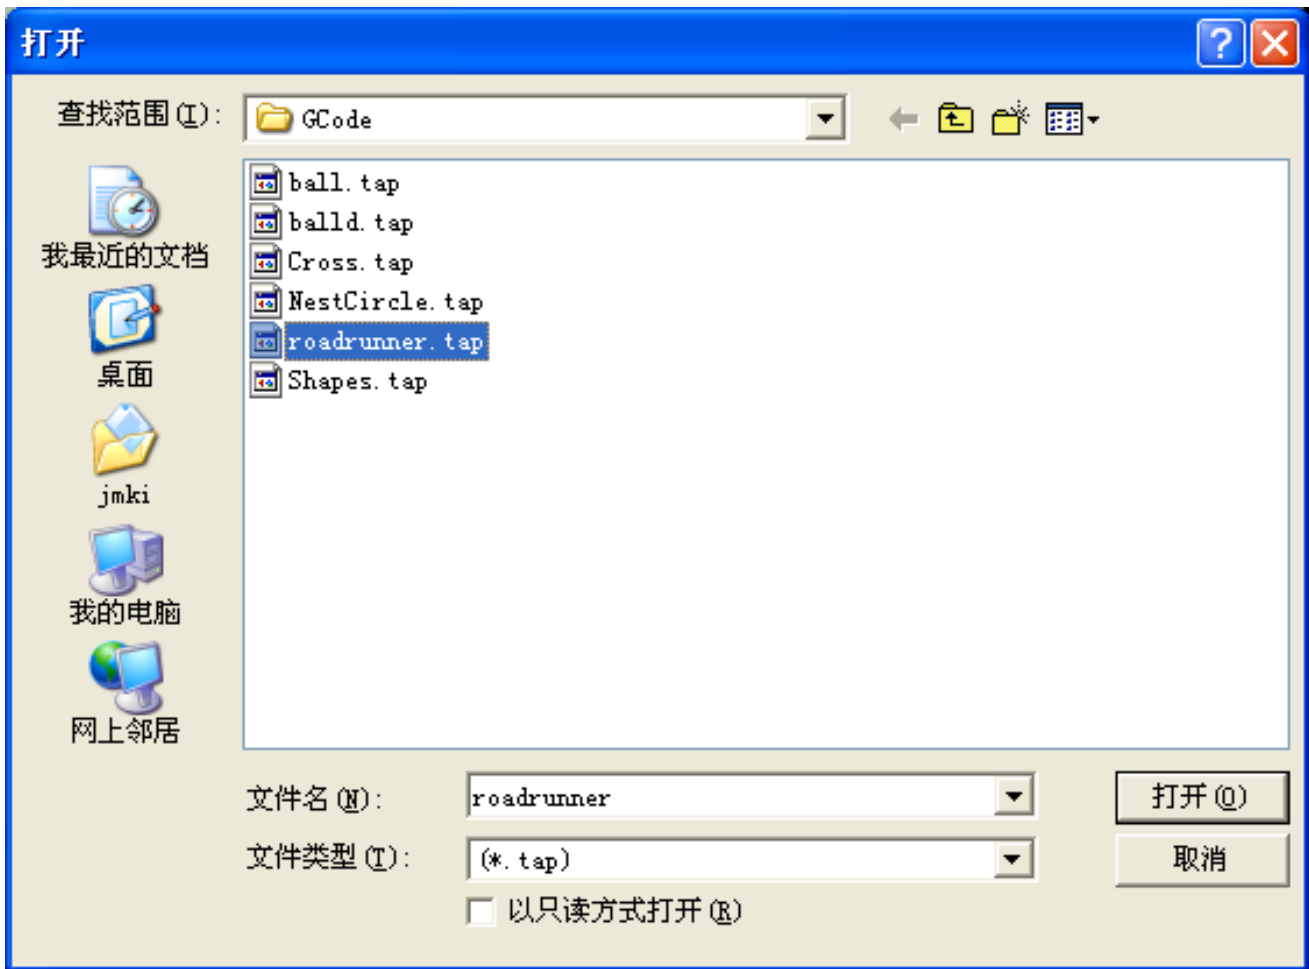 打开
查找范围(I):
GCode
ball.tap
balld.tap
Cross.tap
NestCircle.tap
roadrunner.tap
Shapes.tap
我最近的文档
桌面
jmki
我的电脑
网上邻居
文件名(N):
roadrunner
打开(O)
文件类型(T):
(*.tap)
取消
以只读方式打开(R)